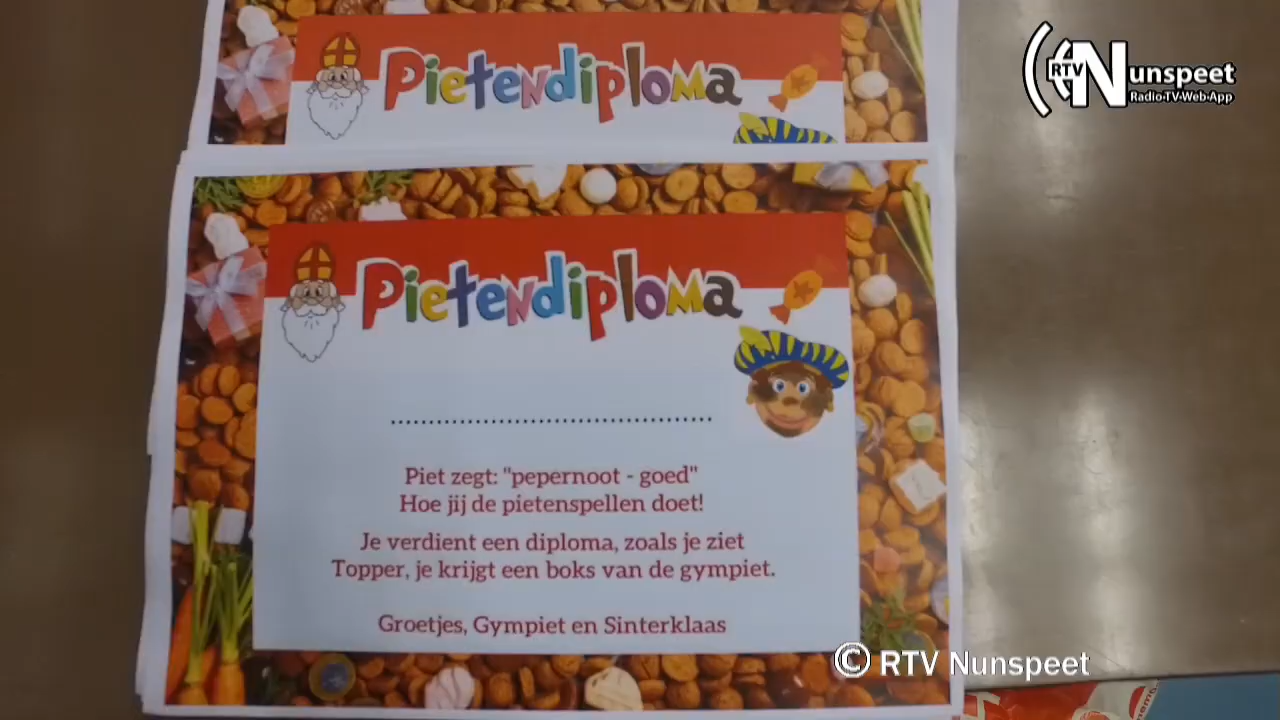 Pietendiploma
RTV Nunspeet
Radio-TV-Web-App
Pietendiploma
........................................
Piet zegt: "pepernoot - goed"
Hoe jij de pietenspellen doet!
Je verdient een diploma, zoals je ziet
Topper, je krijgt een boks van de gympiet.
Groetjes, Gympiet en Sinterklaas
© RTV Nunspeet